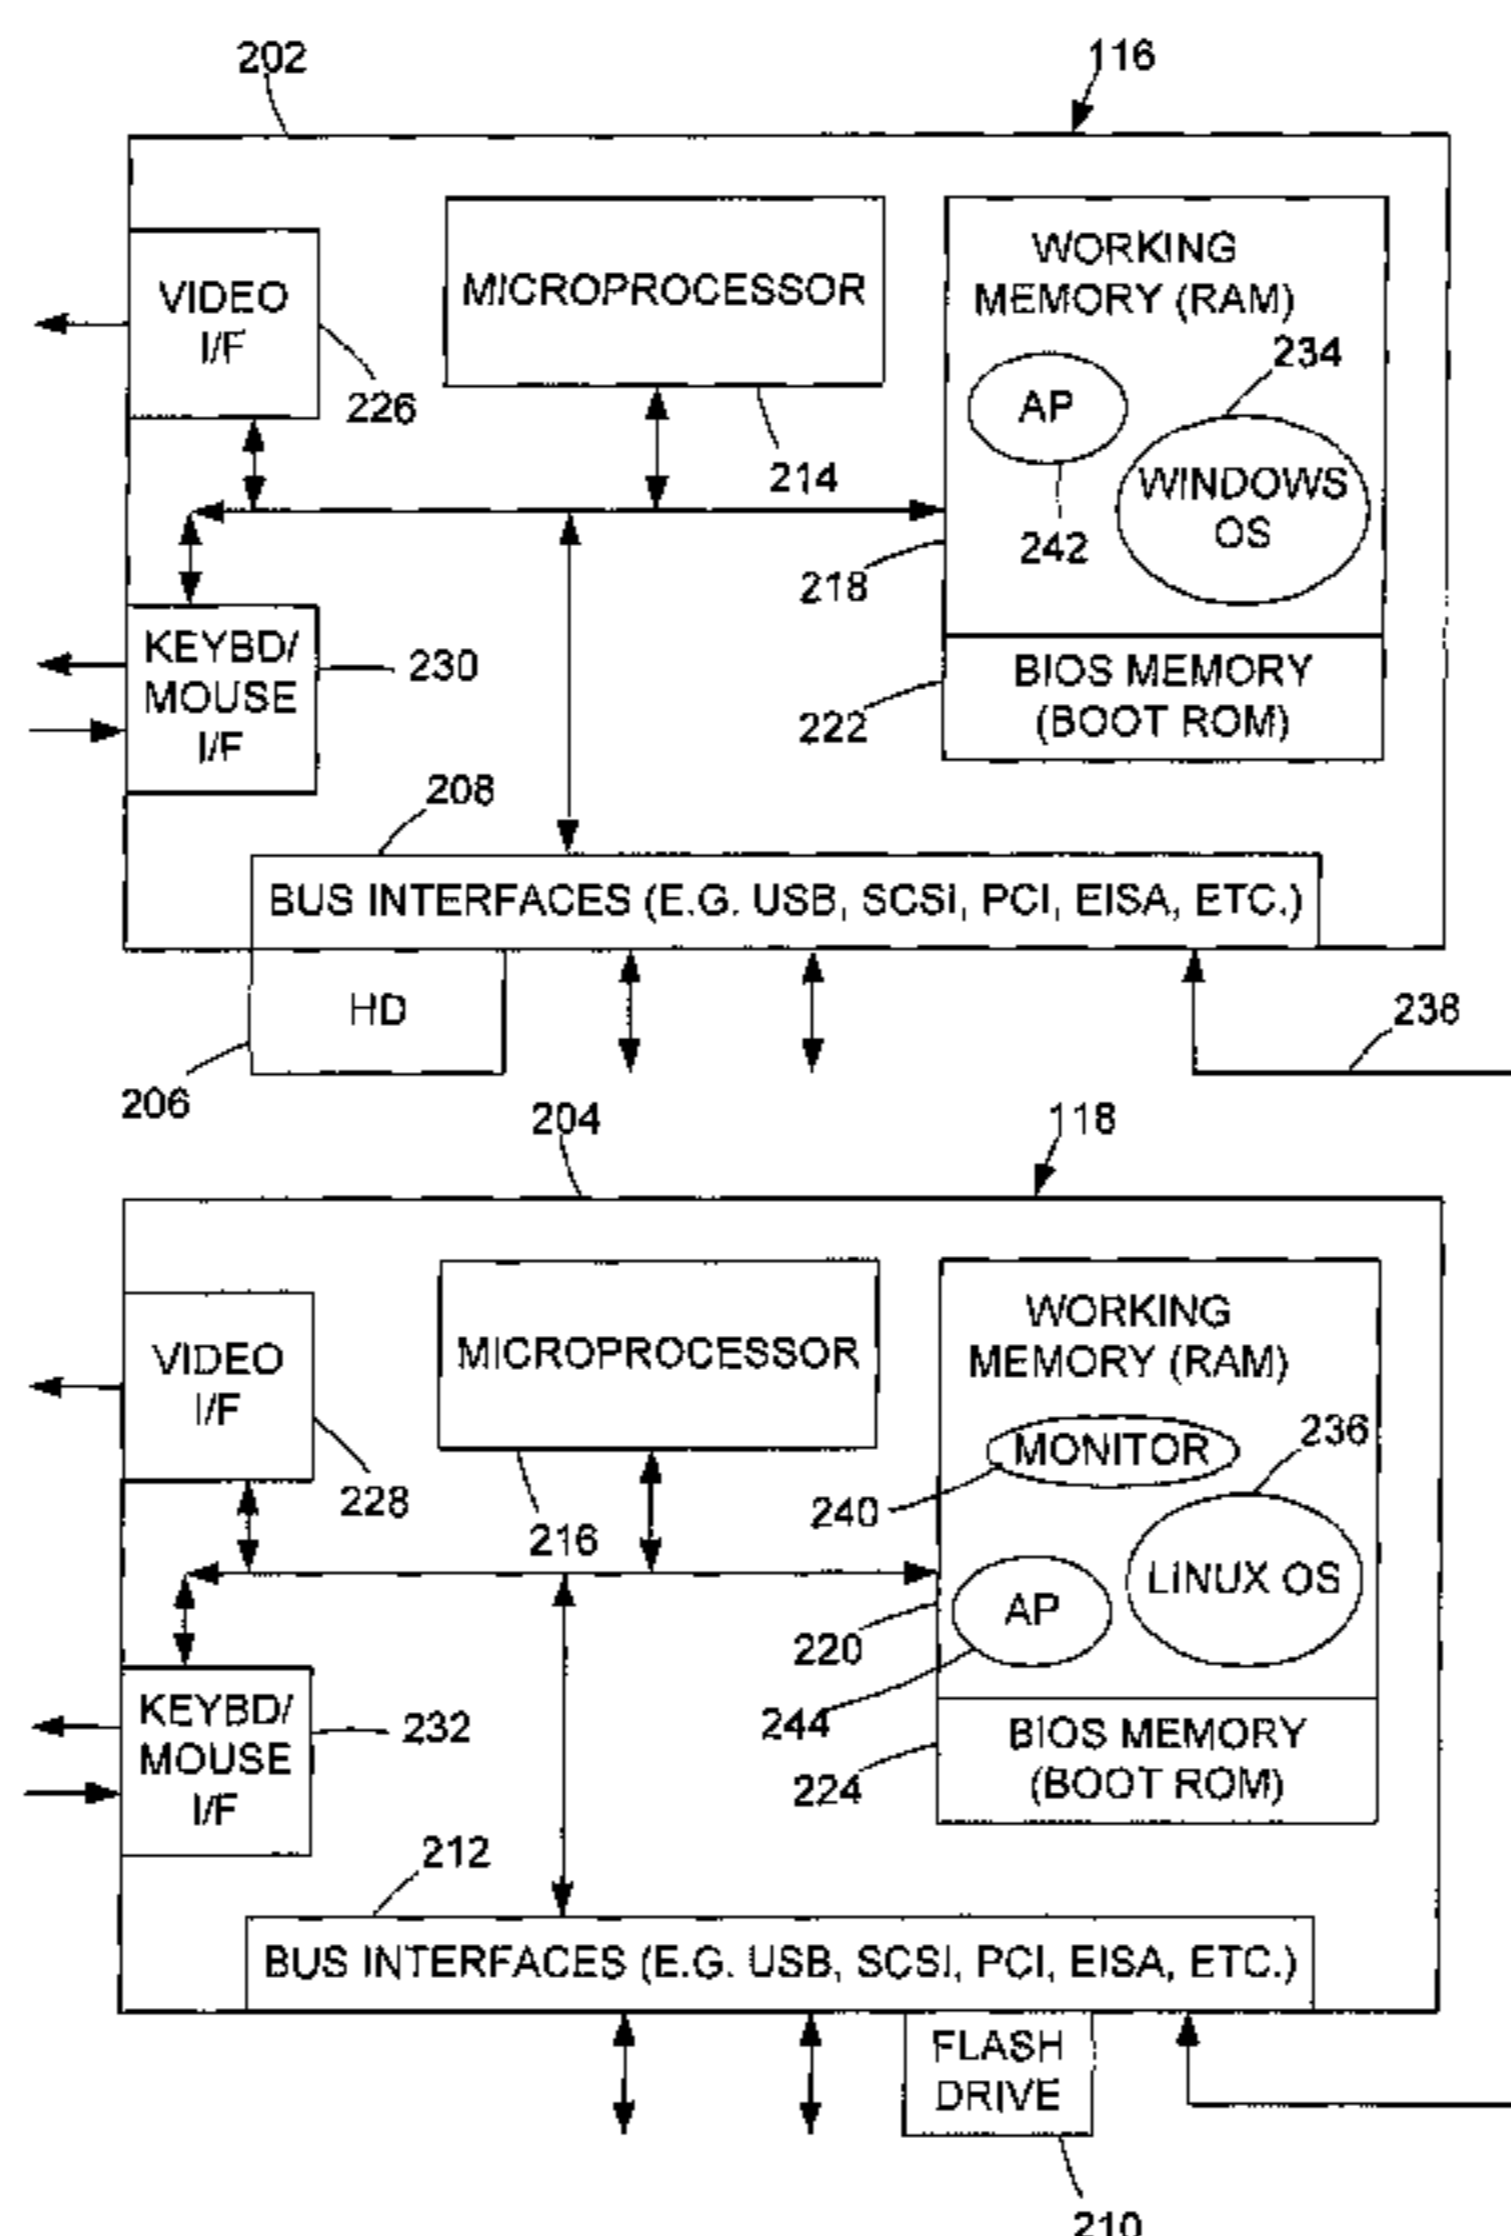 202
116
VIDEO
I/F
226
MICROPROCESSOR
214
WORKING
MEMORY (RAM)
234
AP
WINDOWS
OS
242
218
KEYBD/
MOUSE
I/F
230
BIOS MEMORY
(BOOT ROM)
222
208
BUS INTERFACES (E.G. USB, SCSI, PCI, EISA, ETC.)
HD
206
238
204
118
VIDEO
I/F
228
MICROPROCESSOR
216
WORKING
MEMORY (RAM)
236
MONITOR
240
LINUX OS
AP
220
244
KEYBD/
MOUSE
I/F
232
BIOS MEMORY
(BOOT ROM)
224
212
BUS INTERFACES (E.G. USB, SCSI, PCI, EISA, ETC.)
FLASH
DRIVE
210